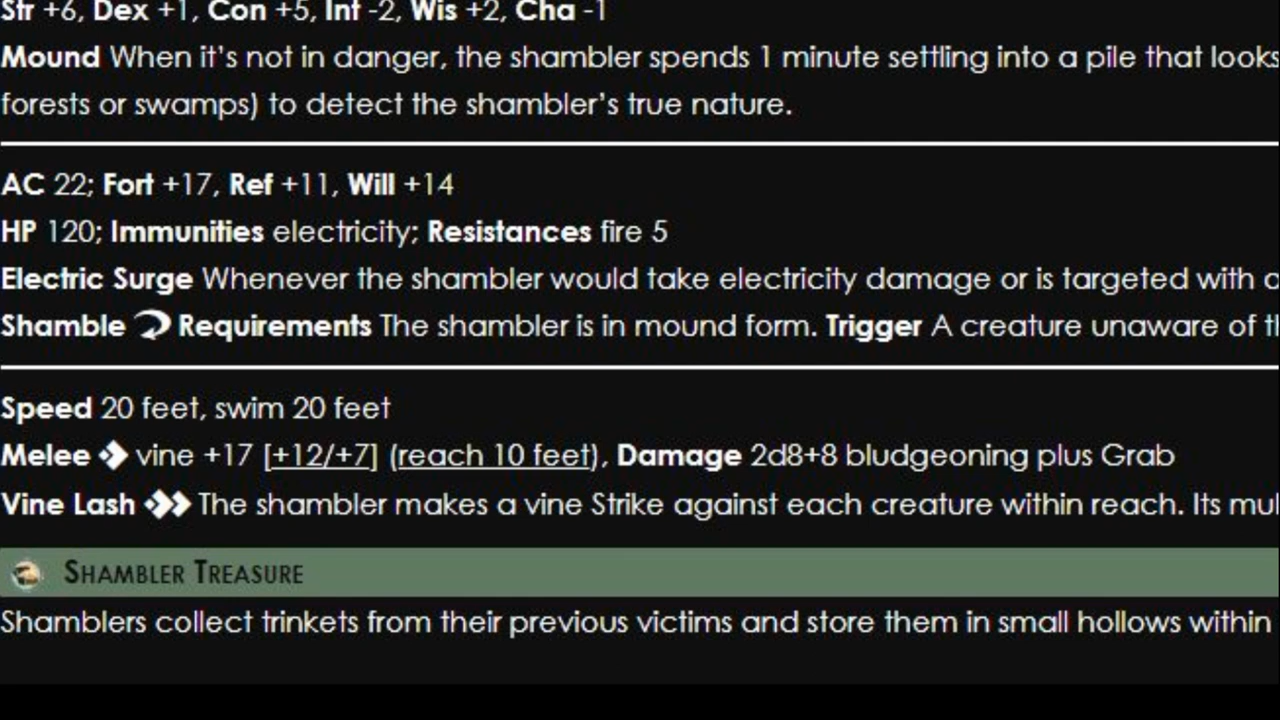 Str +6, Dex +1, Con +5, Int -2, Wis +2, Cha -1
Mound When it's not in danger, the shambler spends 1 minute settling into a pile that looks
forests or swamps) to detect the shambler's true nature.
AC 22; Fort +17, Ref +11, Will +14
HP 120; Immunities electricity; Resistances fire 5
Electric Surge Whenever the shambler would take electricity damage or is targeted with
Shamble Requirements The shambler is in mound form. Trigger A creature unaware of
Speed 20 feet, swim 20 feet
Melee vine +17 [+12/+7] (reach 10 feet), Damage 2d8+8 bludgeoning plus Grab
Vine Lash The shambler makes a vine Strike against each creature within reach. Its
Shambler Treasure
Shamblers collect trinkets from their previous victims and store them in small hollows within